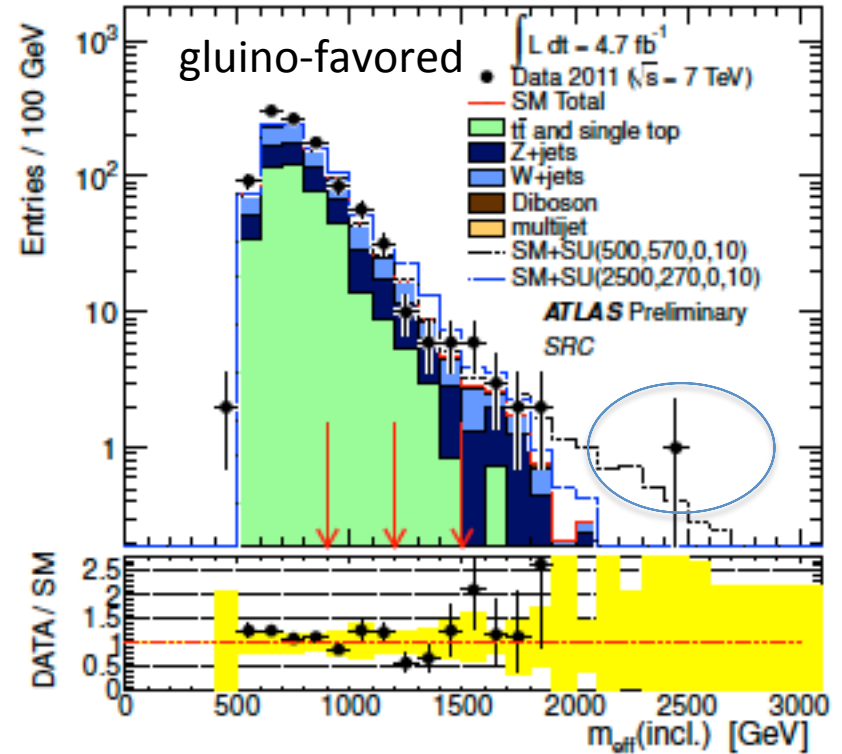 gluino-favored
∫ L dt = 4.7 fb⁻¹
Data 2011 (√s = 7 TeV)
SM Total
tt̄ and single top
Z+jets
W+jets
Diboson
multijet
SM+SU(500,570,0,10)
SM+SU(2500,270,0,10)
ATLAS Preliminary
SRC
Entries / 100 GeV
10³
10²
10
1
DATA / SM
2.5
2
1.5
1
0.5
0
0 500 1000 1500 2000 2500 3000
m_eff(incl.) [GeV]